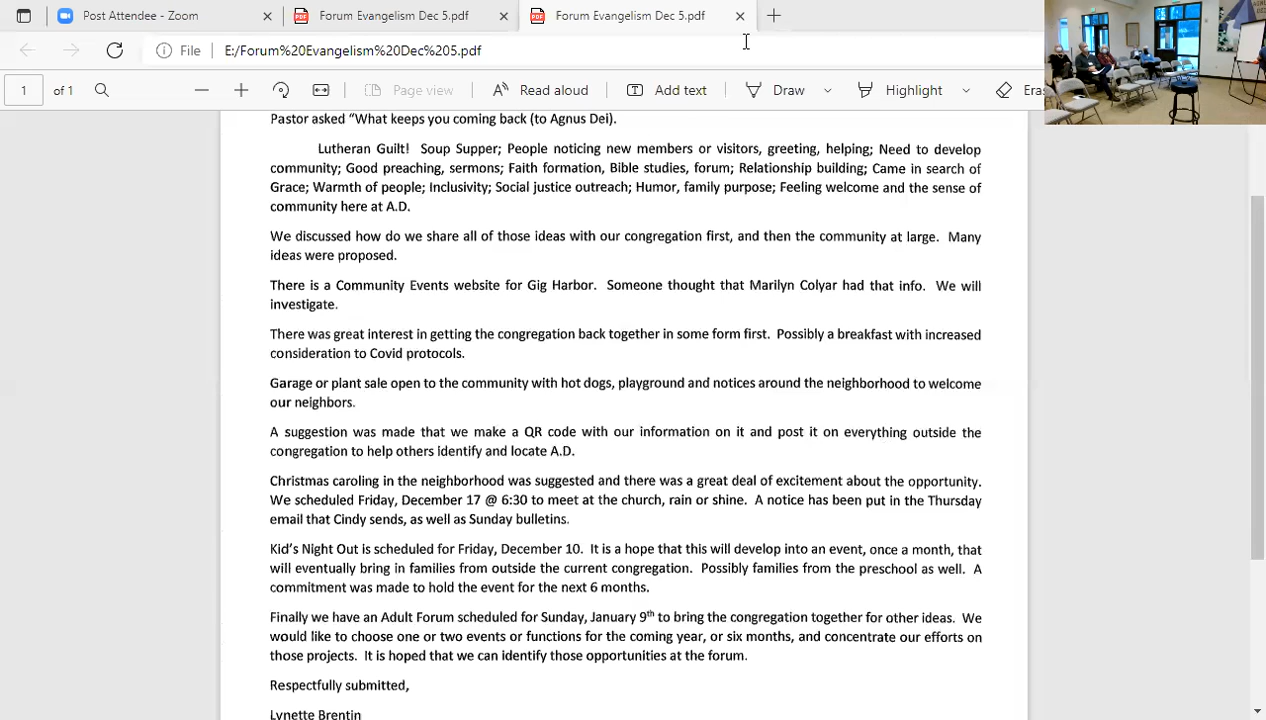 Post Attendee - Zoom
Forum Evangelism Dec 5.pdf
Forum Evangelism Dec 5.pdf
File E:/Forum%20Evangelism%20Dec%205.pdf
1 of 1 Page view Read aloud Add text Draw Highlight Eras
Pastor asked "What keeps you coming back (to Agnus Dei).
Lutheran Guilt! Soup Supper; People noticing new members or visitors, greeting, helping; Need to develop
community; Good preaching, sermons; Faith formation, Bible studies, forum; Relationship building; Came in search of
Grace; Warmth of people; Inclusivity; Social justice outreach; Humor, family purpose; Feeling welcome and the sense of
community here at A.D.
We discussed how do we share all of those ideas with our congregation first, and then the community at large. Many
ideas were proposed.
There is a Community Events website for Gig Harbor. Someone thought that Marilyn Colyar had that info. We will
investigate.
There was great interest in getting the congregation back together in some form first. Possibly a breakfast with increased
consideration to Covid protocols.
Garage or plant sale open to the community with hot dogs, playground and notices around the neighborhood to welcome
our neighbors.
A suggestion was made that we make a QR code with our information on it and post it on everything outside the
congregation to help others identify and locate A.D.
Christmas caroling in the neighborhood was suggested and there was a great deal of excitement about the opportunity.
We scheduled Friday, December 17 @ 6:30 to meet at the church, rain or shine. A notice has been put in the Thursday
email that Cindy sends, as well as Sunday bulletins.
Kid's Night Out is scheduled for Friday, December 10. It is a hope that this will develop into an event, once a month, that
will eventually bring in families from outside the current congregation. Possibly families from the preschool as well. A
commitment was made to hold the event for the next 6 months.
Finally we have an Adult Forum scheduled for Sunday, January 9th to bring the congregation together for other ideas. We
would like to choose one or two events or functions for the coming year, or six months, and concentrate our efforts on
those projects. It is hoped that we can identify those opportunities at the forum.
Respectfully submitted,
Lynette Brentin